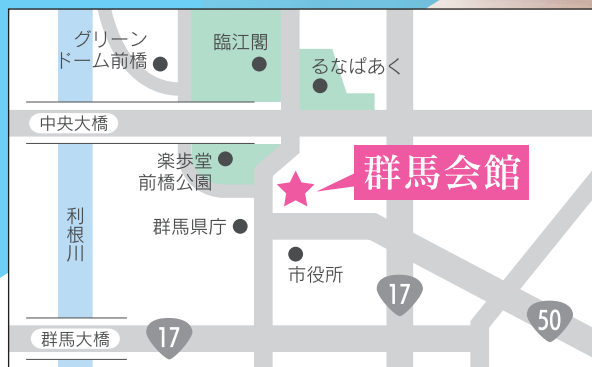 グリーン
ドーム前橋
臨江閣
るなぱあく
中央大橋
楽歩堂
前橋公園
群馬会館
利根川
群馬県庁
市役所
17
50
群馬大橋
17